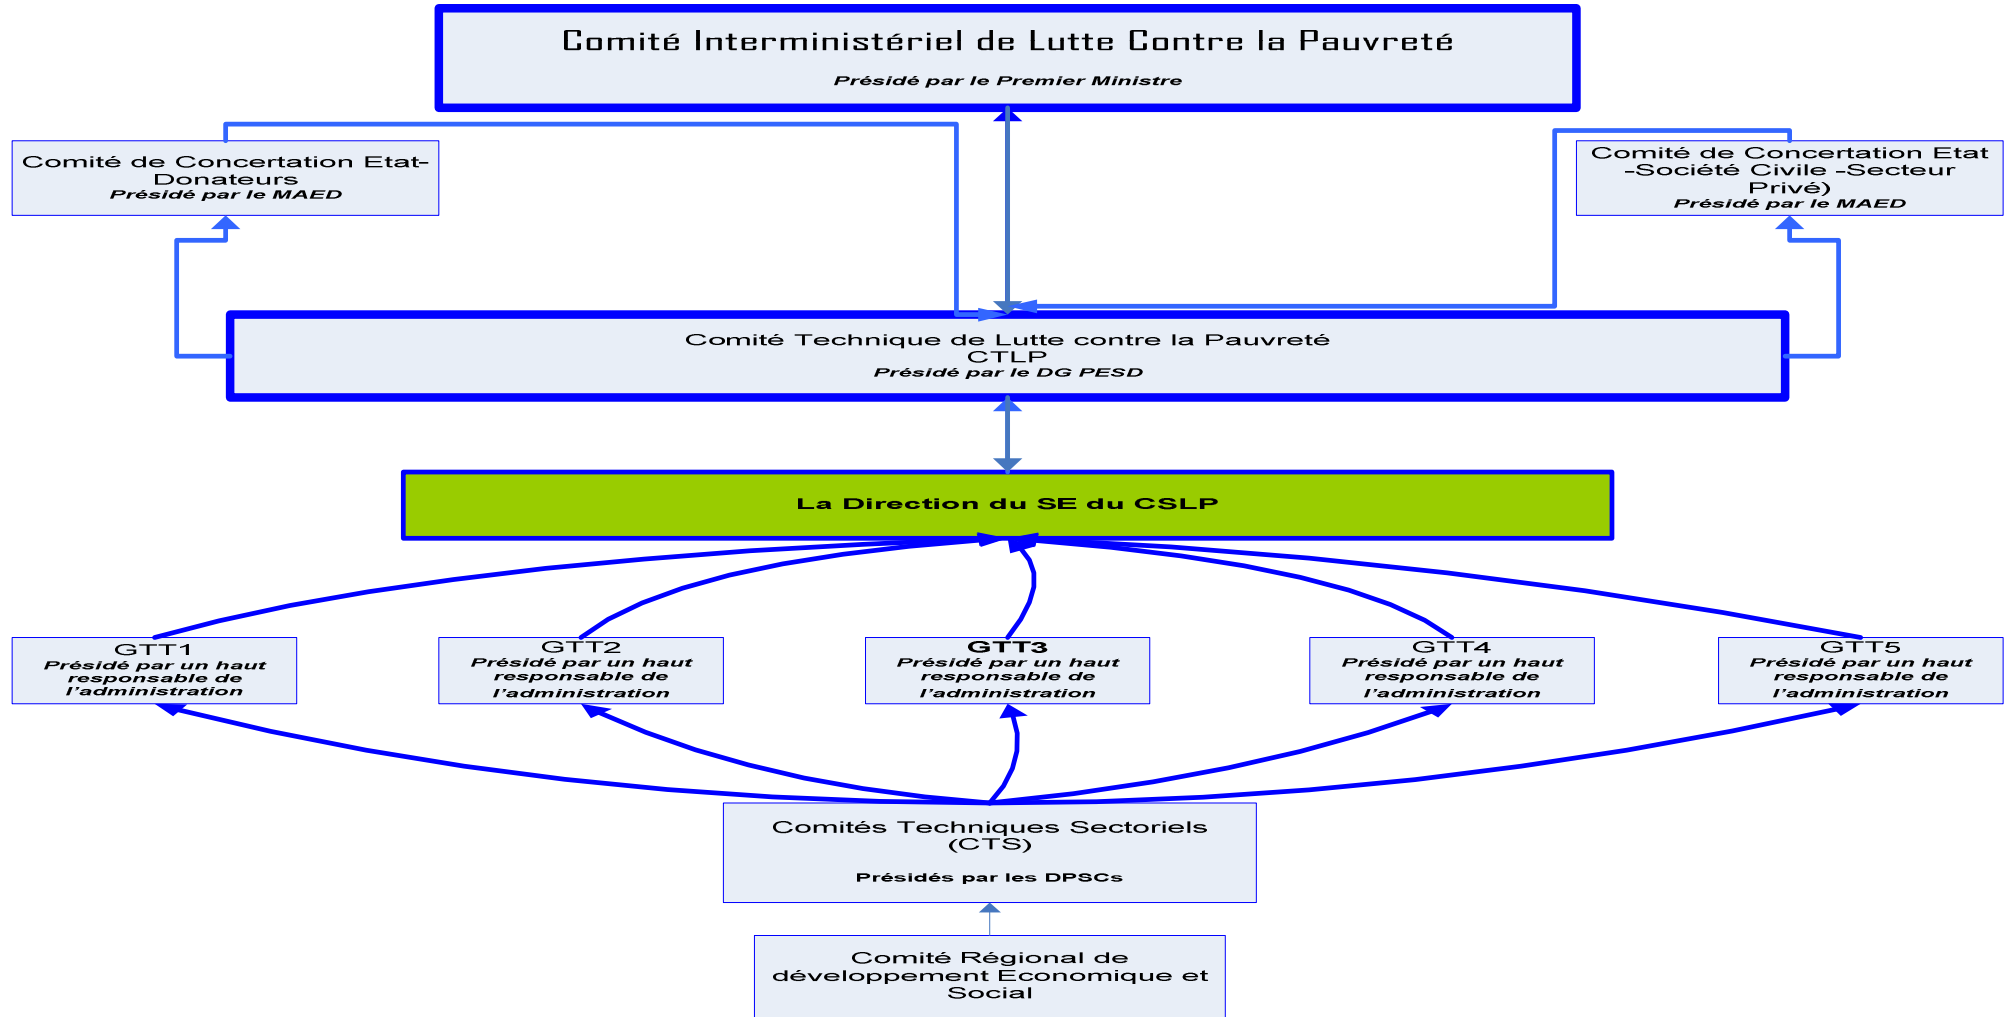 Comité Interministériel de Lutte Contre la Pauvreté
Présidé par le Premier Ministre
Comité de Concertation Etat-
Donateurs
Présidé par le MAED
Comité de Concertation Etat
-Société Civile -Secteur
Privé)
Présidé par le MAED
Comité Technique de Lutte contre la Pauvreté
CTLP
Présidé par le DG PESD
La Direction du SE du CSLP
GTT1
Présidé par un haut
responsable de
l'administration
GTT2
Présidé par un haut
responsable de
l'administration
GTT3
Présidé par un haut
responsable de
l'administration
GTT4
Présidé par un haut
responsable de
l'administration
GTT5
Présidé par un haut
responsable de
l'administration
Comités Techniques Sectoriels
(CTS)
Présidés par les DPSCs
Comité Régional de
développement Economique et
Social